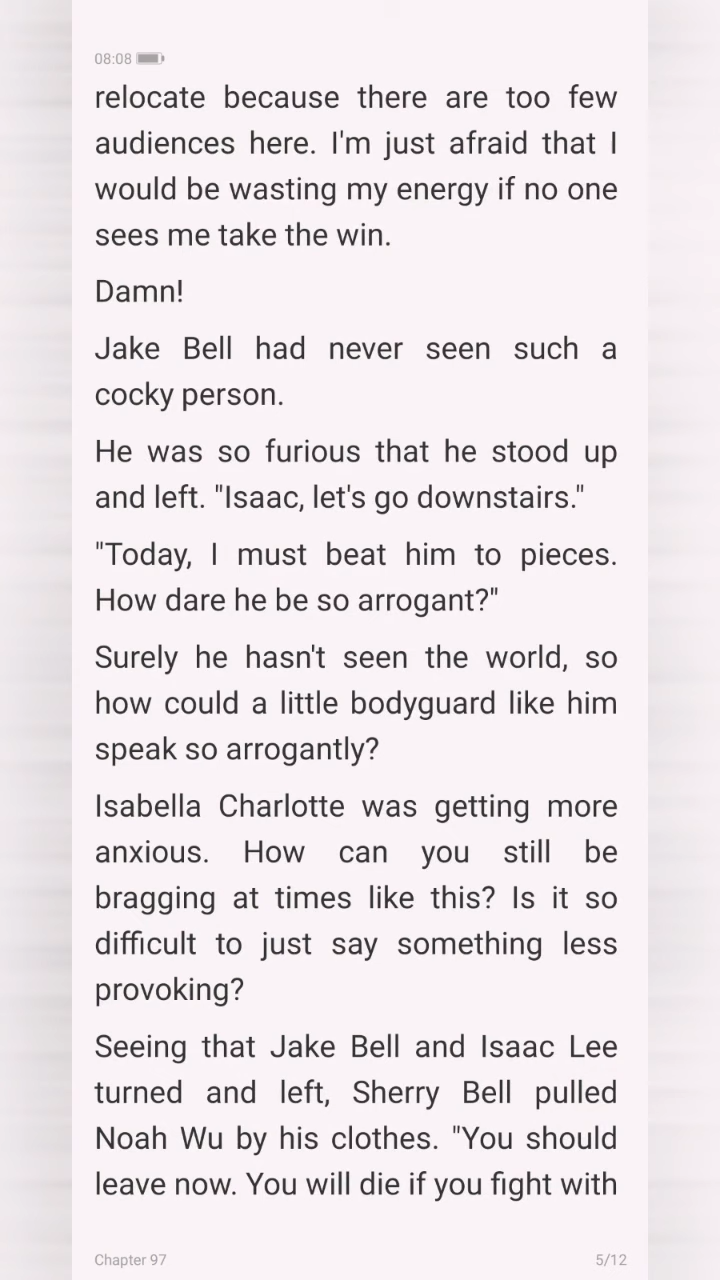 08:08
relocate because there are too few
audiences here. I'm just afraid that I
would be wasting my energy if no one
sees me take the win.
Damn!
Jake Bell had never seen such a
cocky person.
He was so furious that he stood up
and left. "Isaac, let's go downstairs."
"Today, I must beat him to pieces.
How dare he be so arrogant?"
Surely he hasn't seen the world, so
how could a little bodyguard like him
speak so arrogantly?
Isabella Charlotte was getting more
anxious. How can you still be
bragging at times like this? Is it so
difficult to just say something less
provoking?
Seeing that Jake Bell and Isaac Lee
turned and left, Sherry Bell pulled
Noah Wu by his clothes. "You should
leave now. You will die if you fight with
Chapter 97
5/12